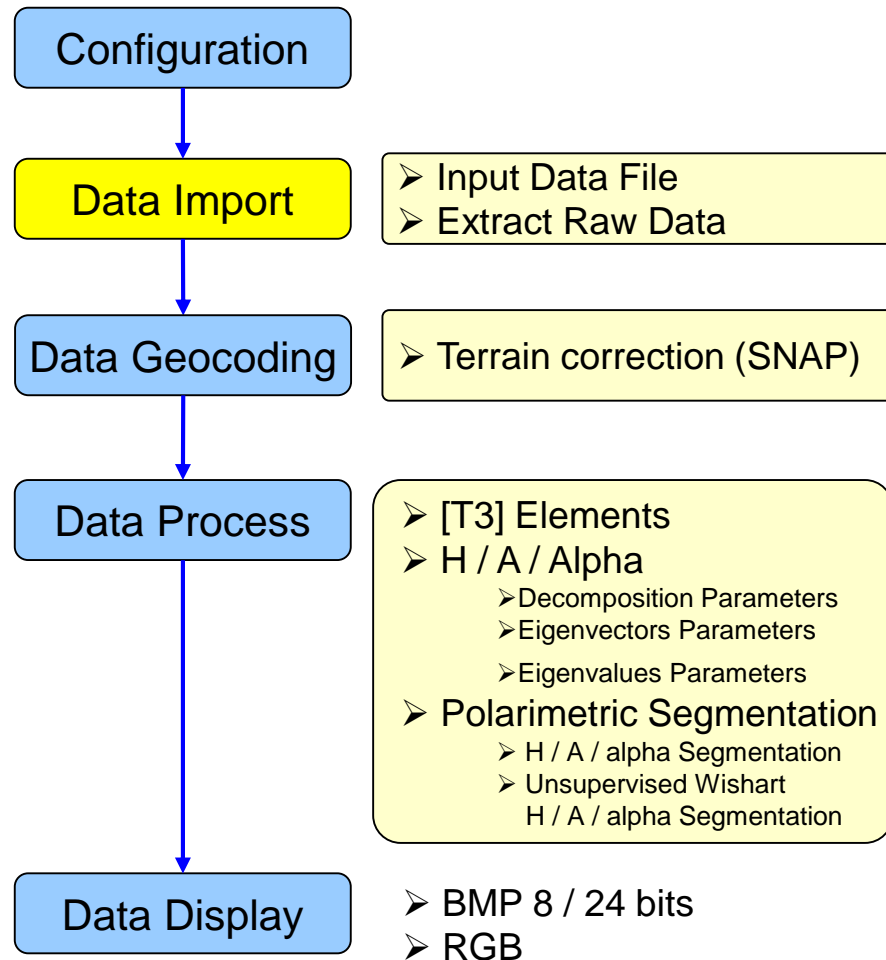 Configuration
Data Import
➢ Input Data File
➢ Extract Raw Data
Data Geocoding
➢ Terrain correction (SNAP)
Data Process
➢ [T3] Elements
➢ H / A / Alpha
➢Decomposition Parameters
➢Eigenvectors Parameters
➢Eigenvalues Parameters
➢ Polarimetric Segmentation
➢ H / A / alpha Segmentation
➢ Unsupervised Wishart
H / A / alpha Segmentation
Data Display
➢ BMP 8 / 24 bits
➢ RGB